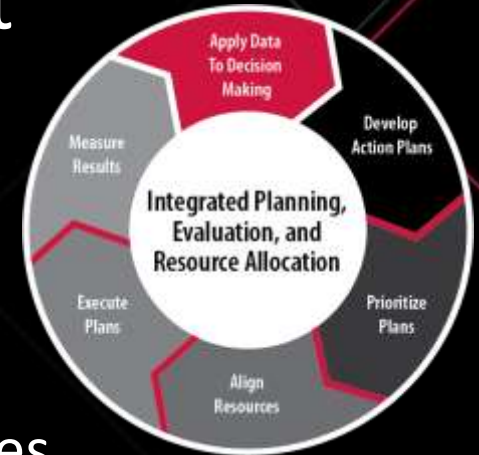 t
Apply Data
To Decision
Making
Develop
Action Plans
Prioritize
Plans
Align
Resources
Execute
Plans
Measure
Results
Integrated Planning,
Evaluation, and
Resource Allocation
es